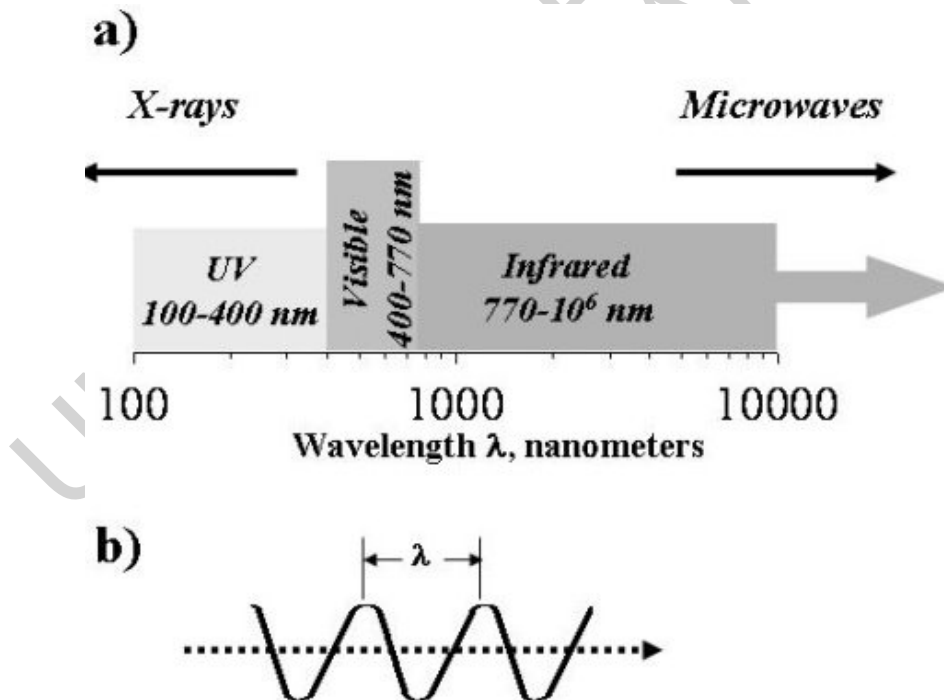 a)
X-rays
Microwaves
UV
100-400 nm
Visible
400-770 nm
Infrared
770-10⁶ nm
100
1000
10000
Wavelength λ, nanometers
b)
λ